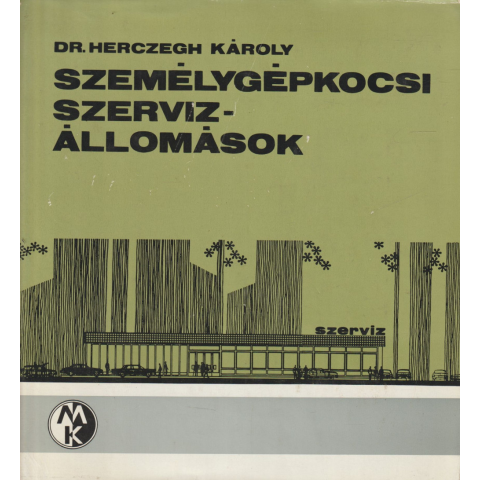 DR. HERCZEGH KÁROLY
SZEMÉLYGÉPKOCSI
SZERVIZ-
ÁLLOMÁSOK
szerviz
MK